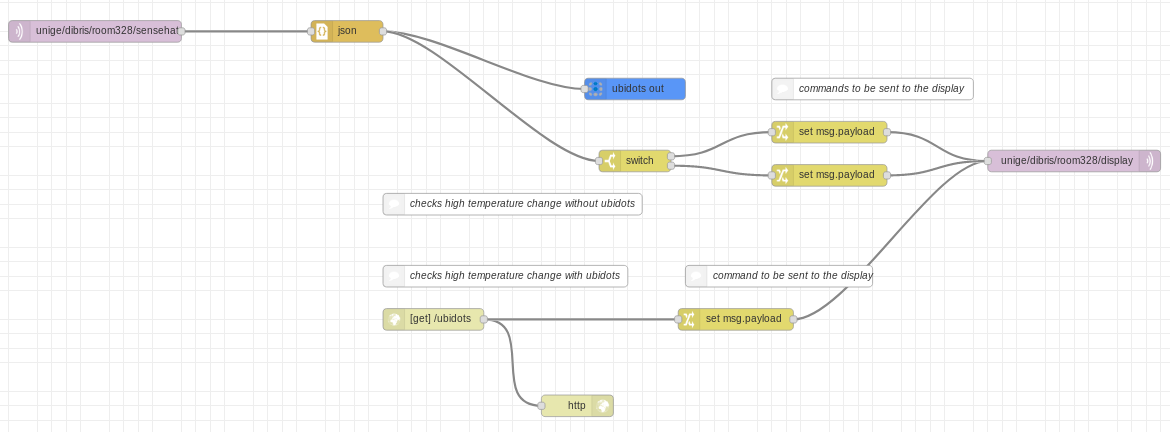 unige/dibris/room328/sensehat
json
ubidots out
commands to be sent to the display
set msg.payload
switch
unige/dibris/room328/display
set msg.payload
checks high temperature change without ubidots
checks high temperature change with ubidots
command to be sent to the display
[get] /ubidots
set msg.payload
http